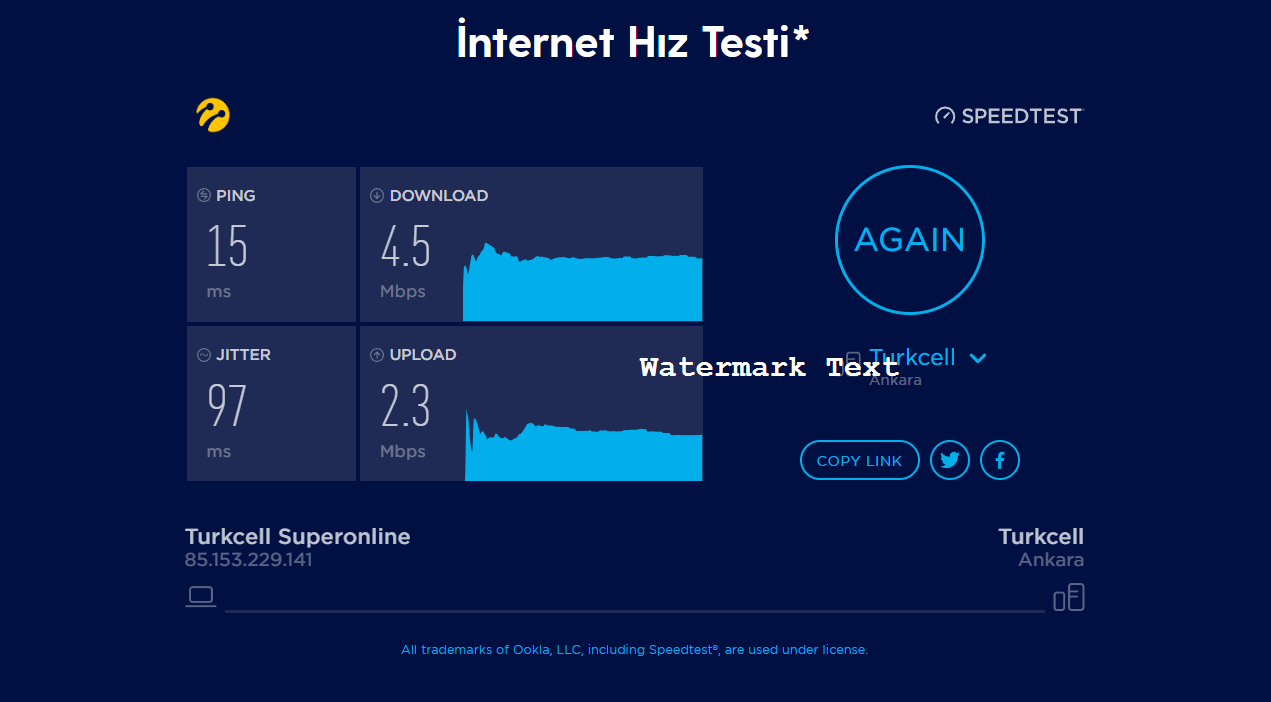 İnternet Hız Testi*
SPEEDTEST
PING
15
ms
DOWNLOAD
4.5
Mbps
AGAIN
JITTER
97
ms
UPLOAD
2.3
Mbps
Watermark Text
Turkcell
Ankara
COPY LINK
Turkcell Superonline
85.153.229.141
Turkcell
Ankara
All trademarks of Ookla, LLC, including Speedtest®, are used under license.